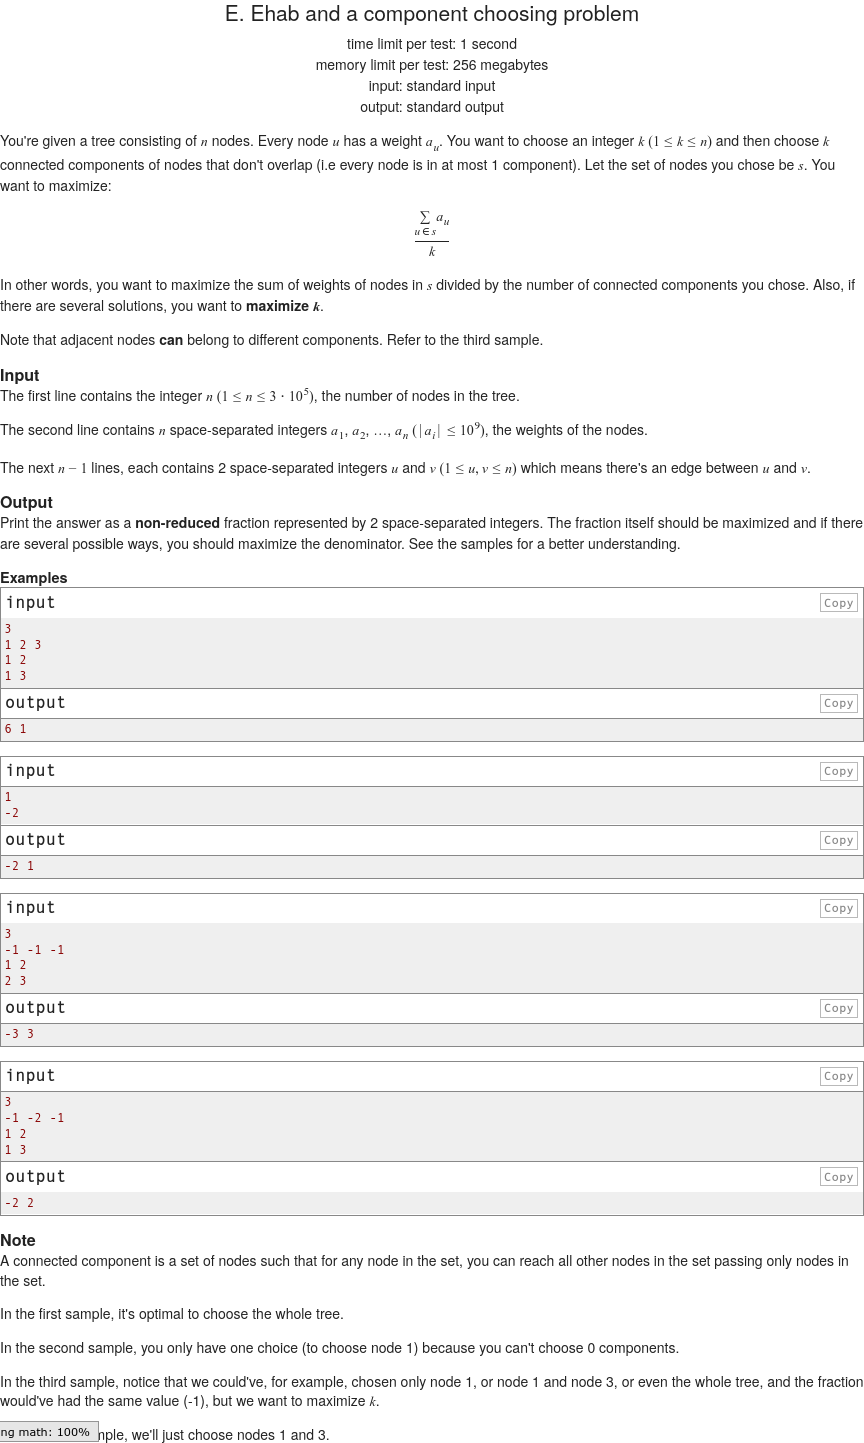 E. Ehab and a component choosing problem
time limit per test: 1 second
memory limit per test: 256 megabytes
input: standard input
output: standard output
You're given a tree consisting of n nodes. Every node u has a weight a_u. You want to choose an integer k (1 ≤ k ≤ n) and then choose k
connected components of nodes that don't overlap (i.e every node is in at most 1 component). Let the set of nodes you chose be s. You
want to maximize:
∑ a_u
u∈s
k
In other words, you want to maximize the sum of weights of nodes in s divided by the number of connected components you chose. Also, if
there are several solutions, you want to maximize k.
Note that adjacent nodes can belong to different components. Refer to the third sample.
Input
The first line contains the integer n (1 ≤ n ≤ 3 · 10^5), the number of nodes in the tree.
The second line contains n space-separated integers a_1, a_2, …, a_n (|a_i| ≤ 10^9), the weights of the nodes.
The next n − 1 lines, each contains 2 space-separated integers u and v (1 ≤ u, v ≤ n) which means there's an edge between u and v.
Output
Print the answer as a non-reduced fraction represented by 2 space-separated integers. The fraction itself should be maximized and if there
are several possible ways, you should maximize the denominator. See the samples for a better understanding.
Examples
input Copy
3
1 2 3
1 2
1 3
output Copy
6 1
input Copy
1
-2
output Copy
-2 1
input Copy
3
-1 -1 -1
1 2
2 3
output Copy
-3 3
input Copy
3
-1 -2 -1
1 2
1 3
output Copy
-2 2
Note
A connected component is a set of nodes such that for any node in the set, you can reach all other nodes in the set passing only nodes in
the set.
In the first sample, it's optimal to choose the whole tree.
In the second sample, you only have one choice (to choose node 1) because you can't choose 0 components.
In the third sample, notice that we could've, for example, chosen only node 1, or node 1 and node 3, or even the whole tree, and the fraction
would've had the same value (-1), but we want to maximize k.
ng math: 100% mple, we'll just choose nodes 1 and 3.